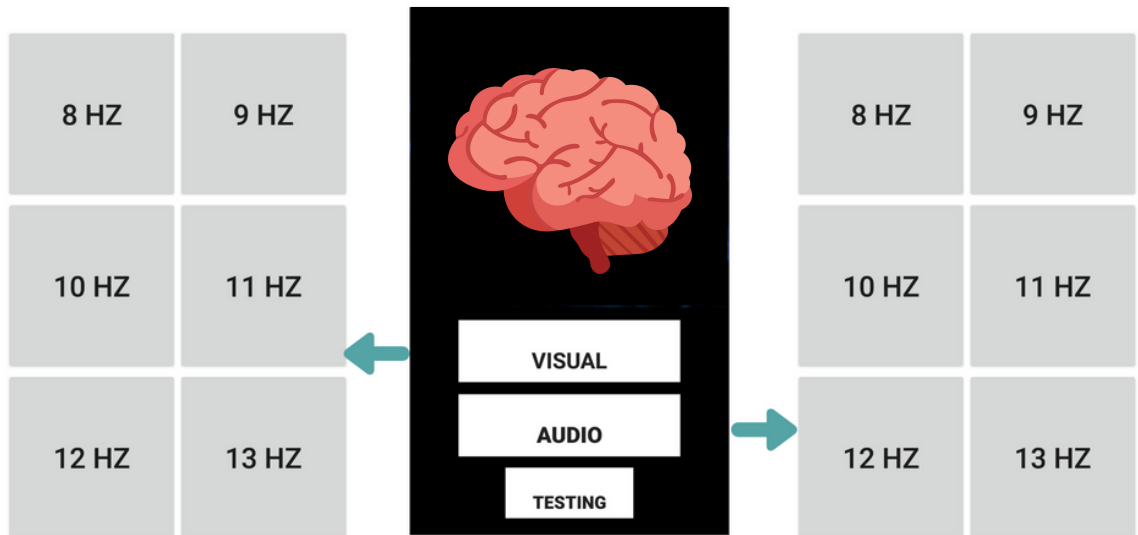 8 HZ 9 HZ
10 HZ 11 HZ
12 HZ 13 HZ
VISUAL
AUDIO
TESTING
8 HZ 9 HZ
10 HZ 11 HZ
12 HZ 13 HZ